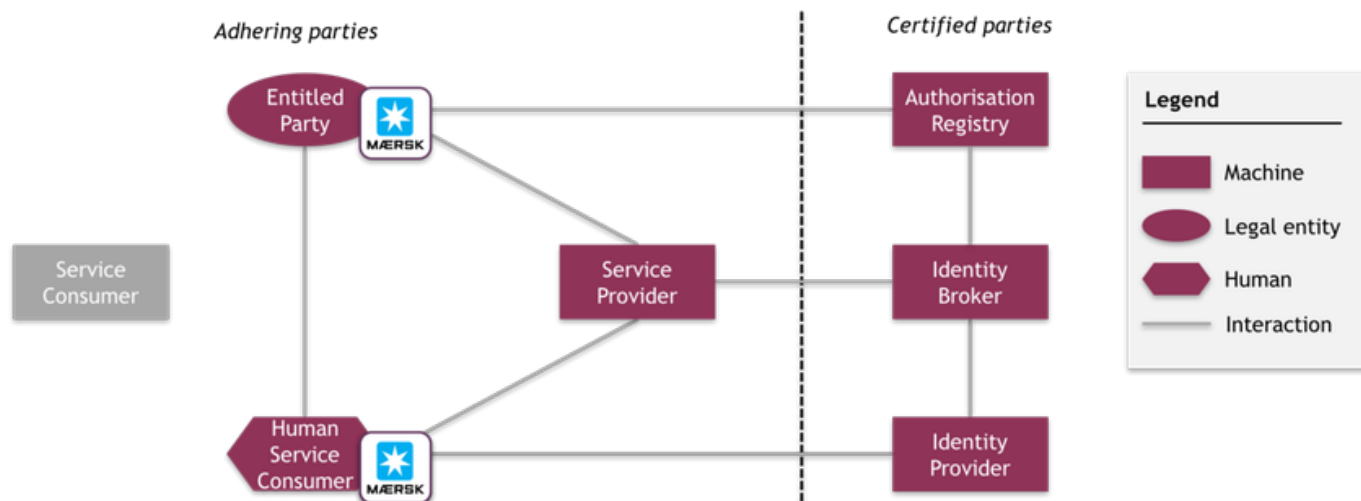 Adhering parties
Certified parties
Entitled
Party
MÆRSK
Authorisation
Registry
Legend
Machine
Legal entity
Human
Interaction
Service
Consumer
Service
Provider
Identity
Broker
Human
Service
Consumer
MÆRSK
Identity
Provider